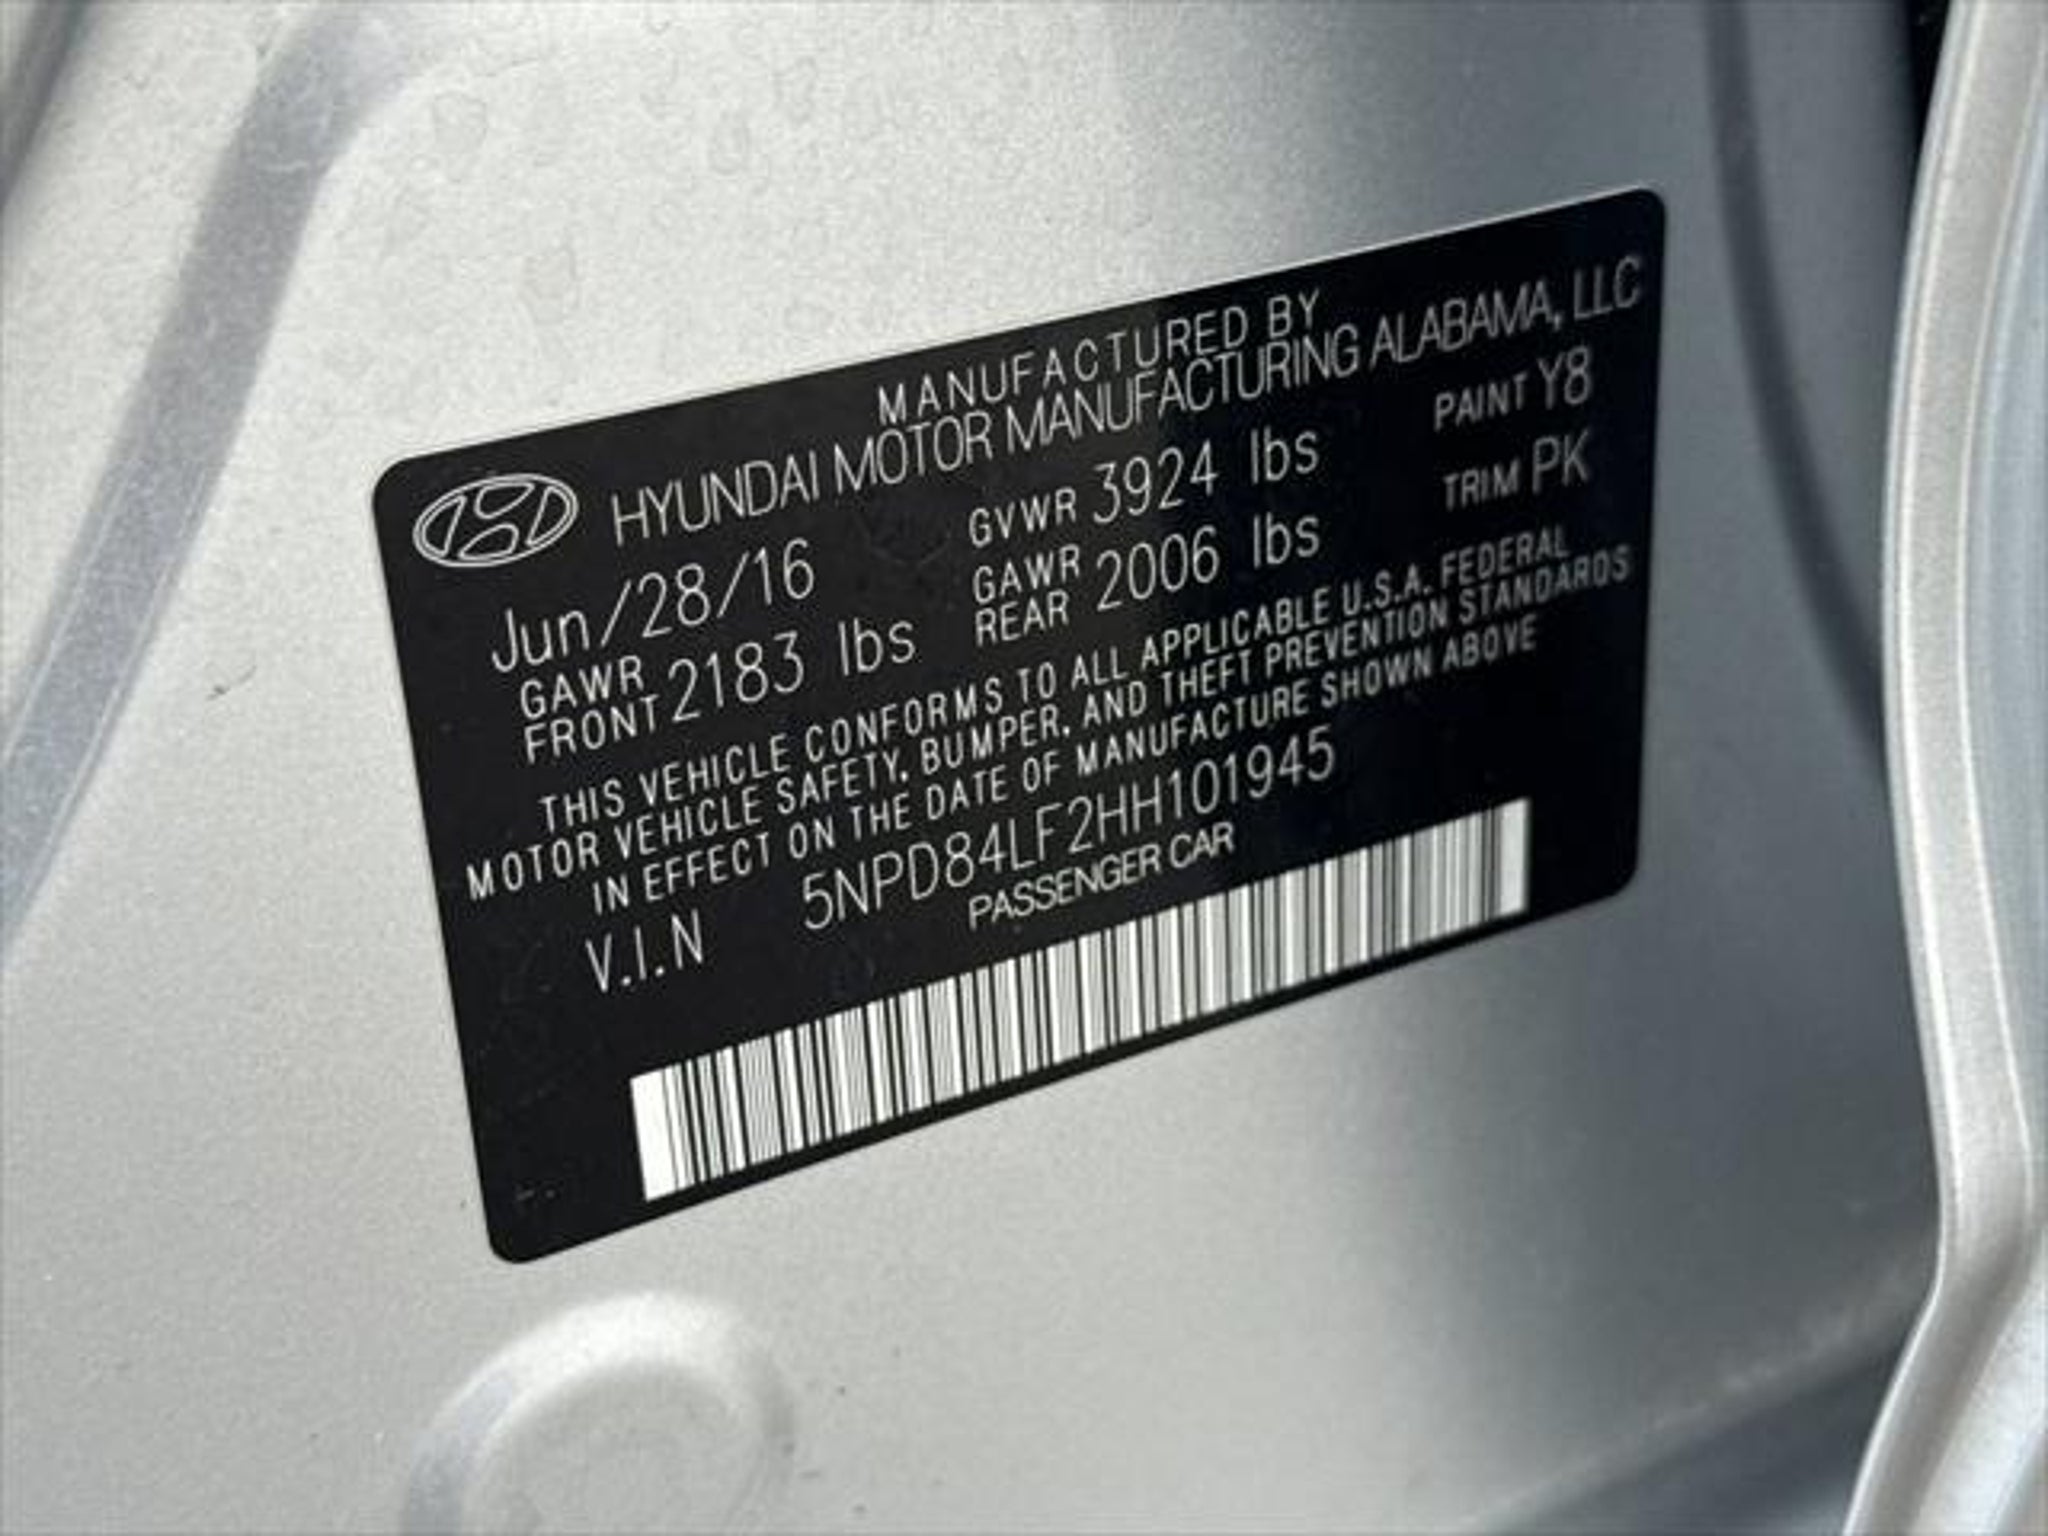 MANUFACTURED BY
HYUNDAI MOTOR MANUFACTURING ALABAMA, LLC
Jun/28/16 GVWR 3924 lbs PAINT Y8
GAWR FRONT 2183 lbs GAWR REAR 2006 lbs TRIM PK
THIS VEHICLE CONFORMS TO ALL APPLICABLE U.S.A. FEDERAL
MOTOR VEHICLE SAFETY, BUMPER, AND THEFT PREVENTION STANDARDS
IN EFFECT ON THE DATE OF MANUFACTURE SHOWN ABOVE
V.I.N 5NPD84LF2HH101945
PASSENGER CAR